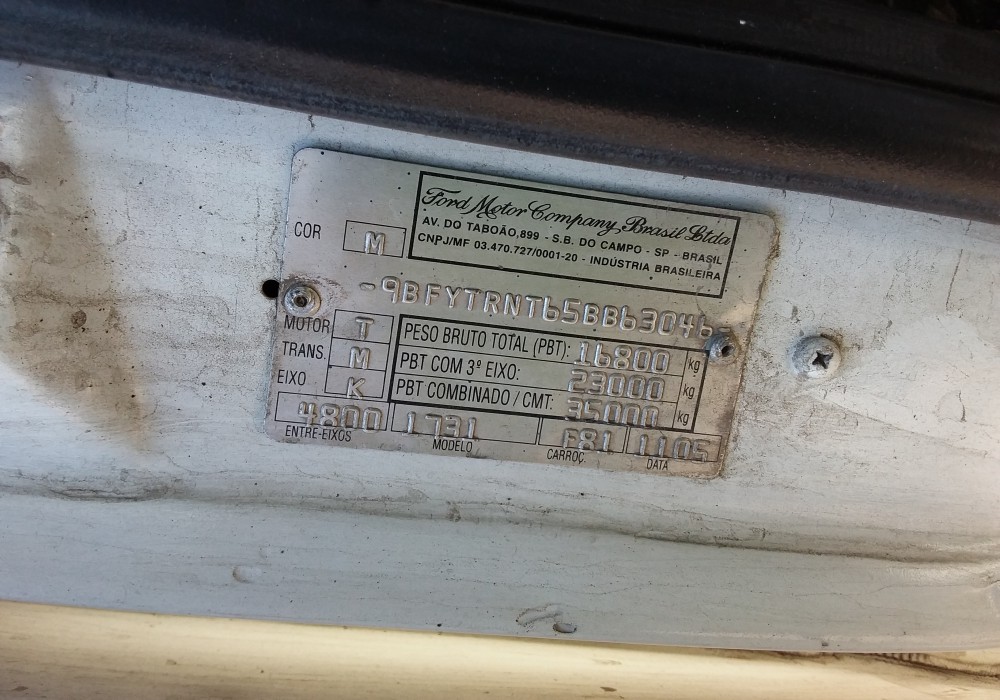 Ford Motor Company Brasil Ltda
AV. DO TABOÃO,899 - S.B. DO CAMPO - SP - BRASIL
CNPJ/MF 03.470.727/0001-20 - INDÚSTRIA BRASILEIRA
COR M
-9BFYTRNT65BB63046-
MOTOR T PESO BRUTO TOTAL (PBT): 16800 kg
TRANS. M PBT COM 3º EIXO: 23000 kg
EIXO K PBT COMBINADO / CMT: 35000 kg
4800 1731 F81 1105
ENTRE-EIXOS MODELO CARROÇ. DATA